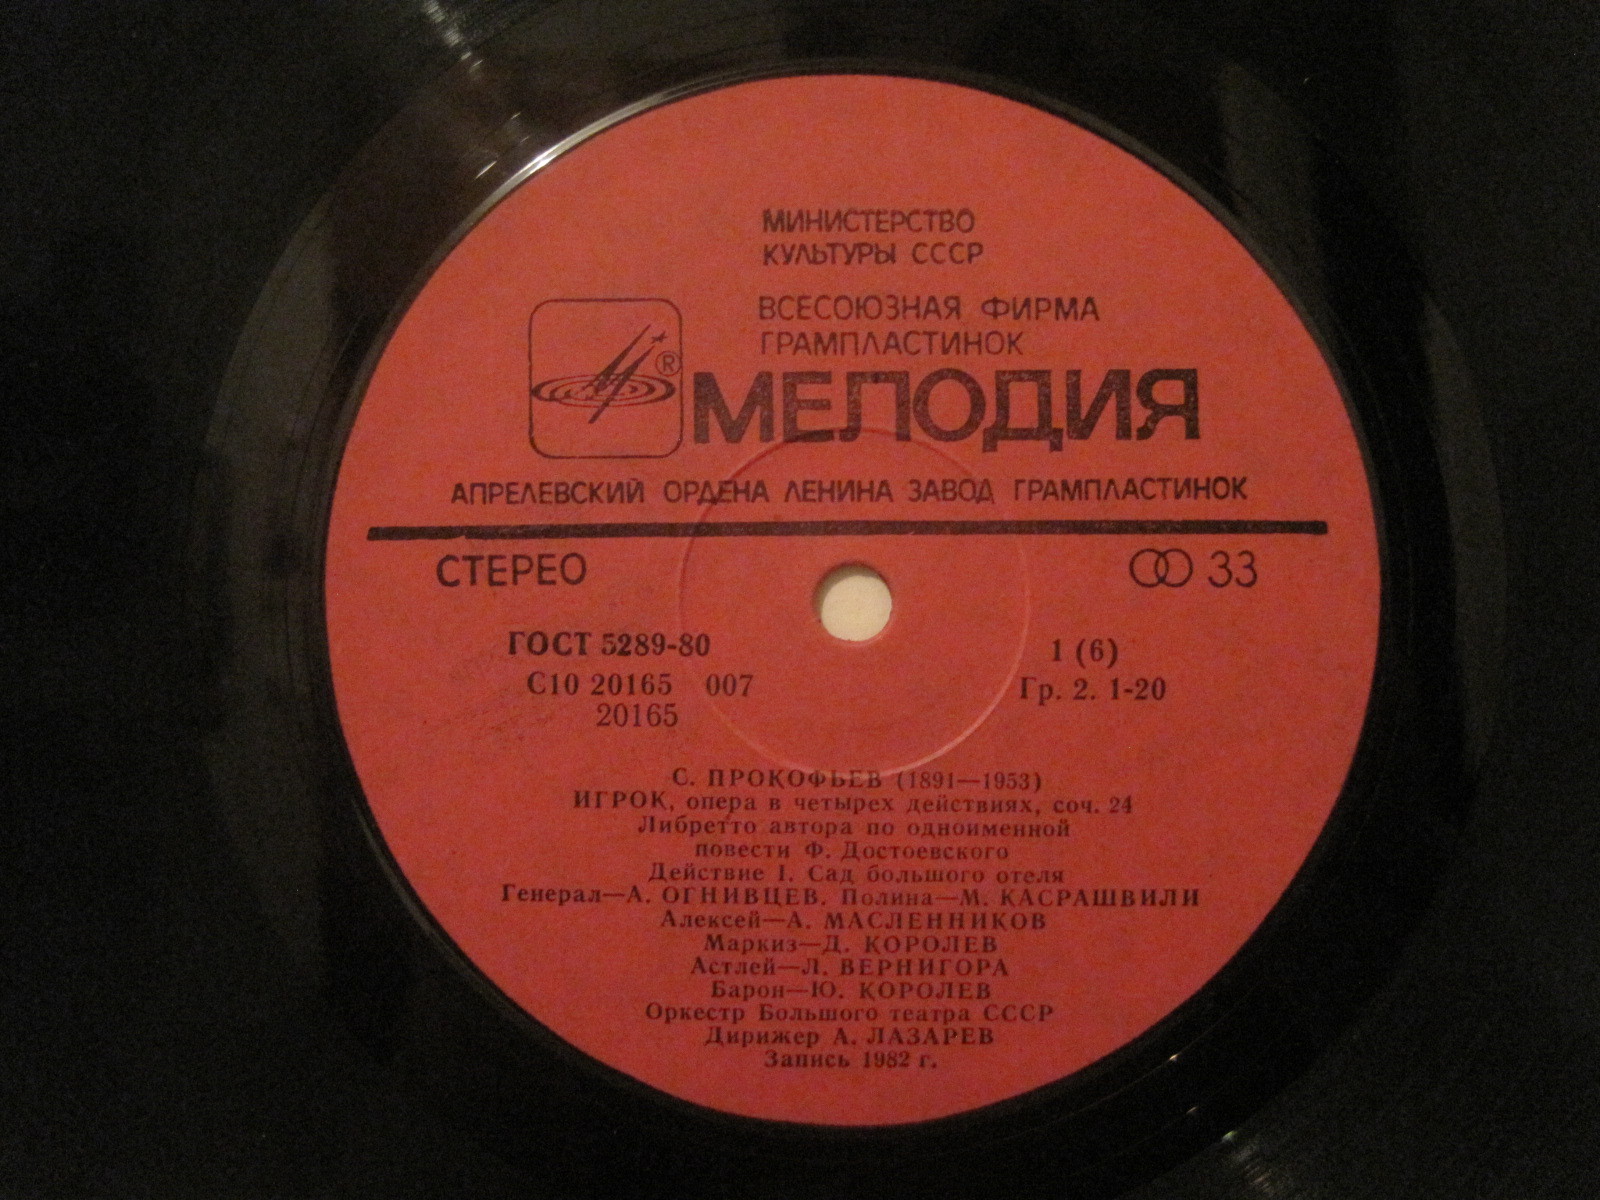 МИНИСТЕРСТВО
КУЛЬТУРЫ СССР
ВСЕСОЮЗНАЯ ФИРМА
ГРАМПЛАСТИНОК
®
МЕЛОДИЯ
АПРЕЛЕВСКИЙ ОРДЕНА ЛЕНИНА ЗАВОД ГРАМПЛАСТИНОК
СТЕРЕО 33
ГОСТ 5289-80 1 (6)
С10 20165 007 Гр. 2. 1-20
20165
С. ПРОКОФЬЕВ (1891—1953)
ИГРОК, опера в четырех действиях, соч. 24
Либретто автора по одноименной
повести Ф. Достоевского
Действие I. Сад большого отеля
Генерал—А. ОГНИВЦЕВ, Полина—М. КАСРАШВИЛИ
Алексей—А. МАСЛЕННИКОВ
Маркиз—Д. КОРОЛЕВ
Астлей—Л. ВЕРНИГОРА
Барон—Ю. КОРОЛЕВ
Оркестр Большого театра СССР
Дирижер А. ЛАЗАРЕВ
Запись 1982 г.